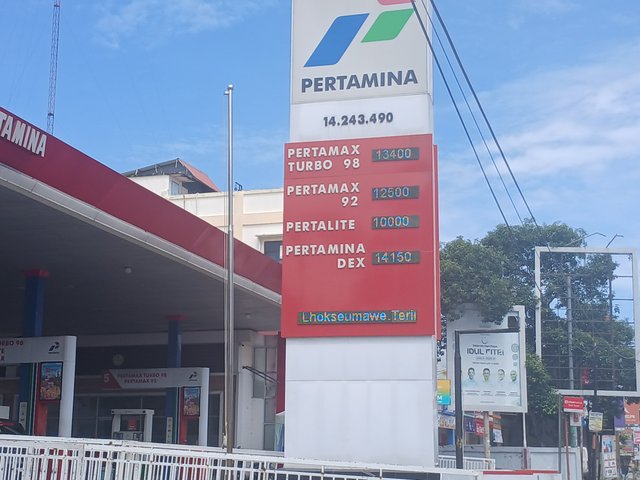 PERTAMINA
14.243.490
TAMINA
PERTAMAX
TURBO 98
13400
PERTAMAX
92
12500
PERTALITE
10000
PERTAMINA
DEX
14150
Lhokseumawe.Teri
PERTAMAX TURBO 98
PERTAMAX 92
IDUL FITRI